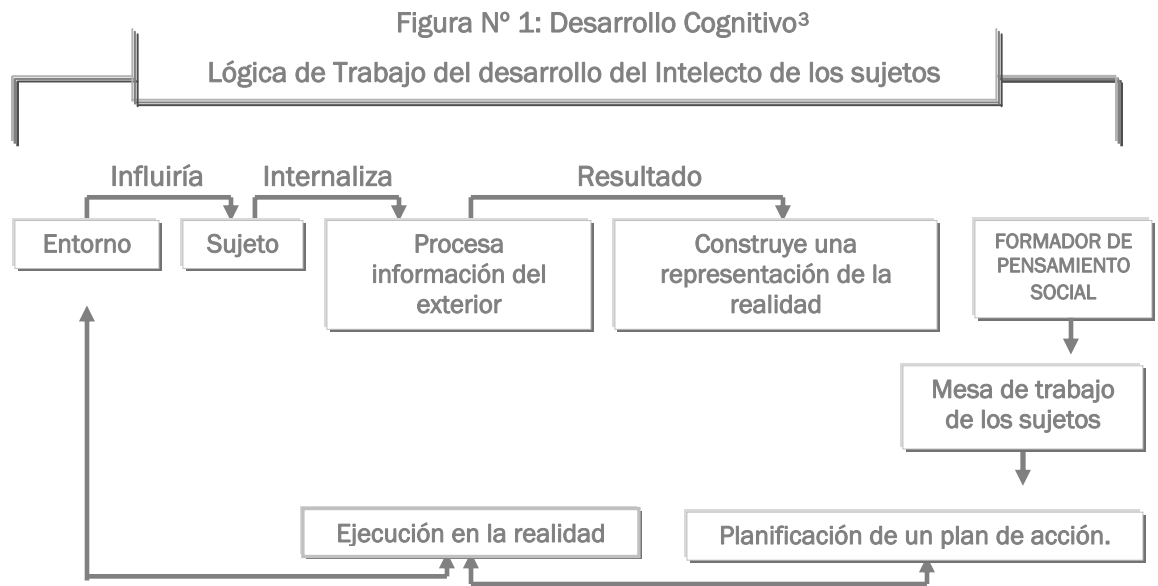 Figura Nº 1: Desarrollo Cognitivo³
Lógica de Trabajo del desarrollo del Intelecto de los sujetos
Influiría
Internaliza
Resultado
Entorno
Sujeto
Procesa
información del
exterior
Construye una
representación de la
realidad
FORMADOR DE
PENSAMIENTO
SOCIAL
Mesa de trabajo
de los sujetos
Ejecución en la realidad
Planificación de un plan de acción.